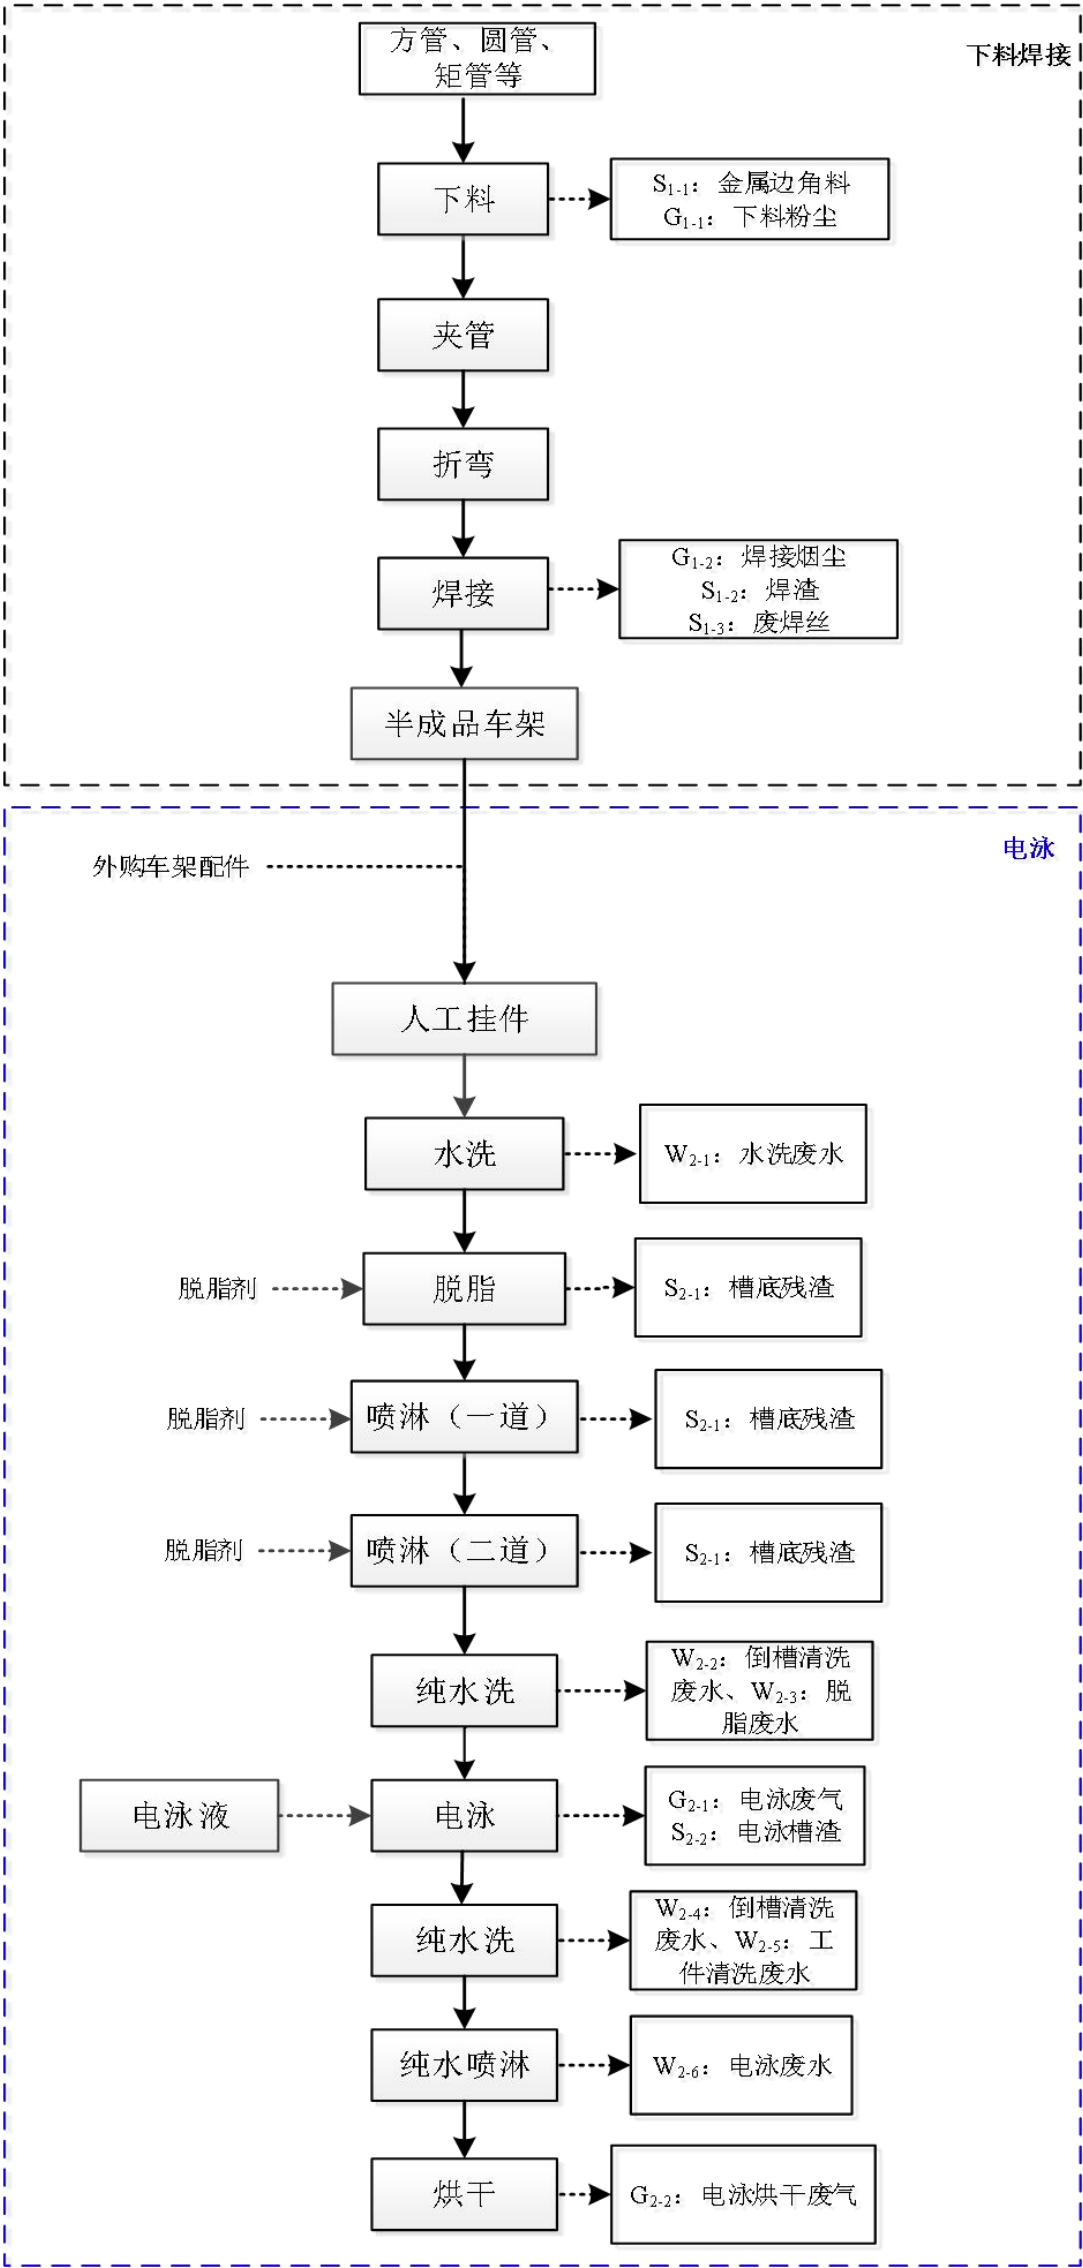 方管、圆管、
矩管等
下料焊接
下料
S1-1：金属边角料
G1-1：下料粉尘
夹管
折弯
焊接
G1-2：焊接烟尘
S1-2：焊渣
S1-3：废焊丝
半成品车架
电泳
外购车架配件
人工挂件
水洗
W2-1：水洗废水
脱脂剂
脱脂
S2-1：槽底残渣
脱脂剂
喷淋（一道）
S2-1：槽底残渣
脱脂剂
喷淋（二道）
S2-1：槽底残渣
纯水洗
W2-2：倒槽清洗
废水、W2-3：脱
脂废水
电泳液
电泳
G2-1：电泳废气
S2-2：电泳槽渣
纯水洗
W2-4：倒槽清洗
废水、W2-5：工
件清洗废水
纯水喷淋
W2-6：电泳废水
烘干
G2-2：电泳烘干废气